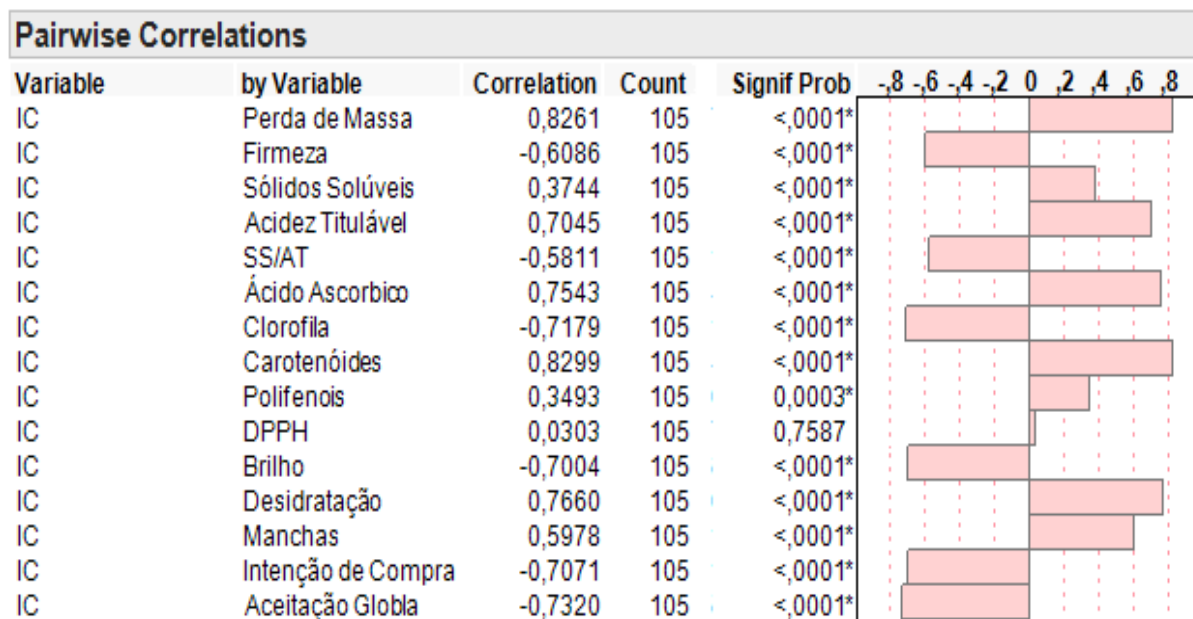 Pairwise Correlations
Variable by Variable Correlation Count Signif Prob -,8 -,6 -,4 -,2 0 ,2 ,4 ,6 ,8
IC Perda de Massa 0,8261 105 <,0001*
IC Firmeza -0,6086 105 <,0001*
IC Sólidos Solúveis 0,3744 105 <,0001*
IC Acidez Titulável 0,7045 105 <,0001*
IC SS/AT -0,5811 105 <,0001*
IC Ácido Ascorbico 0,7543 105 <,0001*
IC Clorofila -0,7179 105 <,0001*
IC Carotenóides 0,8299 105 <,0001*
IC Polifenois 0,3493 105 0,0003*
IC DPPH 0,0303 105 0,7587
IC Brilho -0,7004 105 <,0001*
IC Desidratação 0,7660 105 <,0001*
IC Manchas 0,5978 105 <,0001*
IC Intenção de Compra -0,7071 105 <,0001*
IC Aceitação Globla -0,7320 105 <,0001*